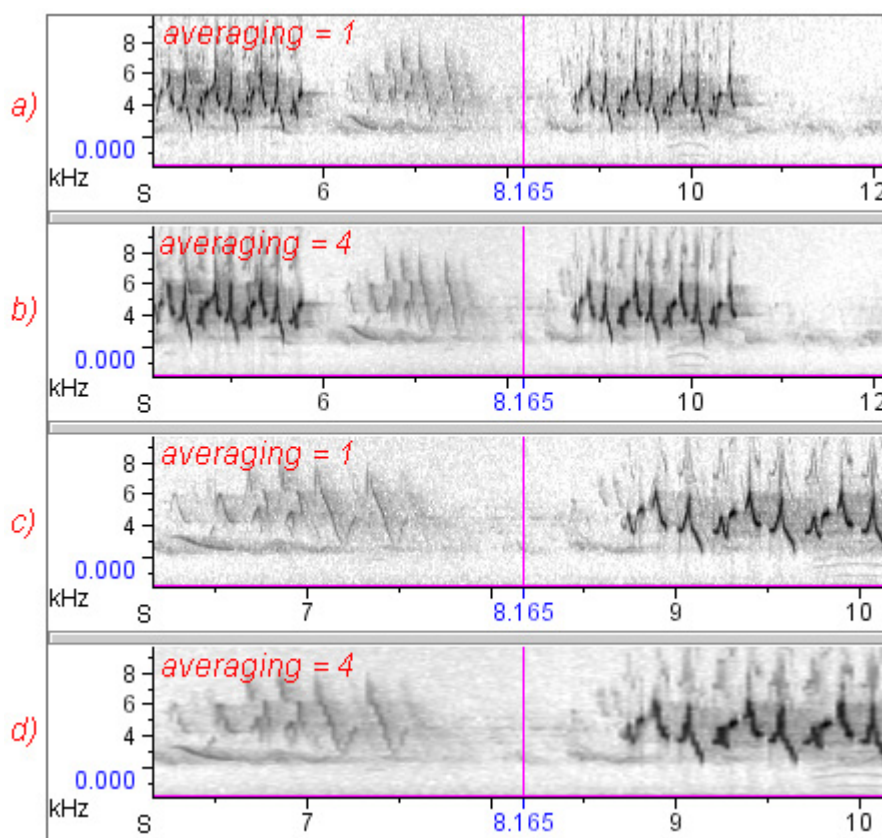 averaging = 1
8
6
4
a)
0.000
kHz
S 6 8.165 10 12
averaging = 4
8
6
4
b)
0.000
kHz
S 6 8.165 10 12
averaging = 1
8
6
4
c)
0.000
kHz
S 7 8.165 9 10
averaging = 4
8
6
4
d)
0.000
kHz
S 7 8.165 9 10